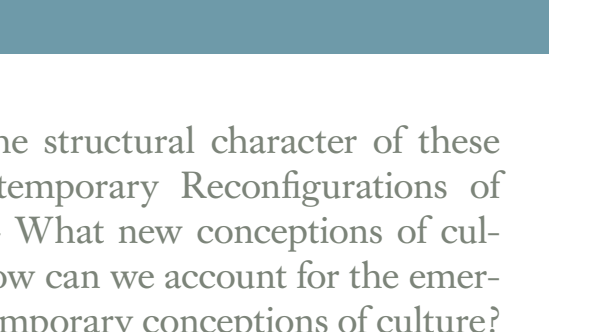 he structural character of these
temporary Reconfigurations of
What new conceptions of cul-
ow can we account for the emer-
mporary conceptions of culture?